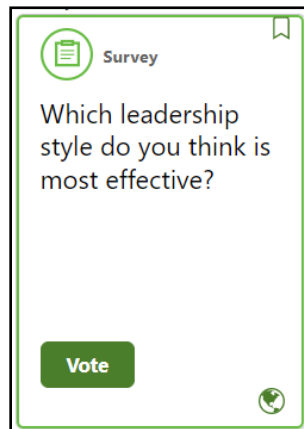 Survey
Which leadership
style do you think is
most effective?
Vote